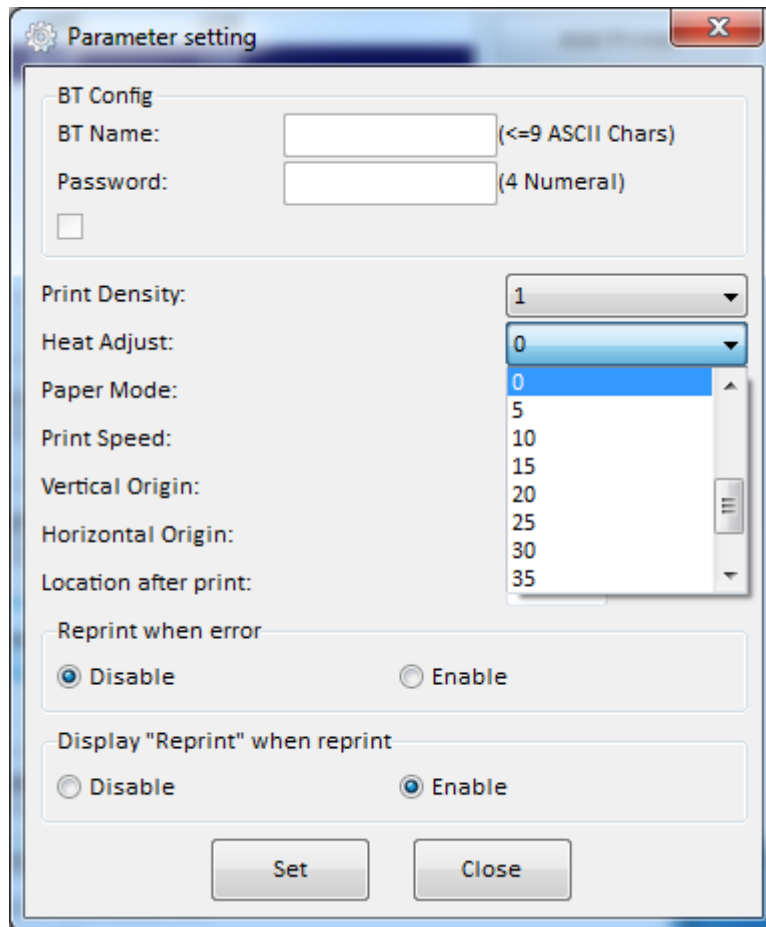 Parameter setting
BT Config
BT Name: (<=9 ASCII Chars)
Password: (4 Numeral)
Print Density: 1
Heat Adjust: 0
0
Paper Mode:
5
10
Print Speed:
15
Vertical Origin:
20
25
Horizontal Origin:
30
Location after print:
35
Reprint when error
Disable Enable
Display "Reprint" when reprint
Disable Enable
Set Close